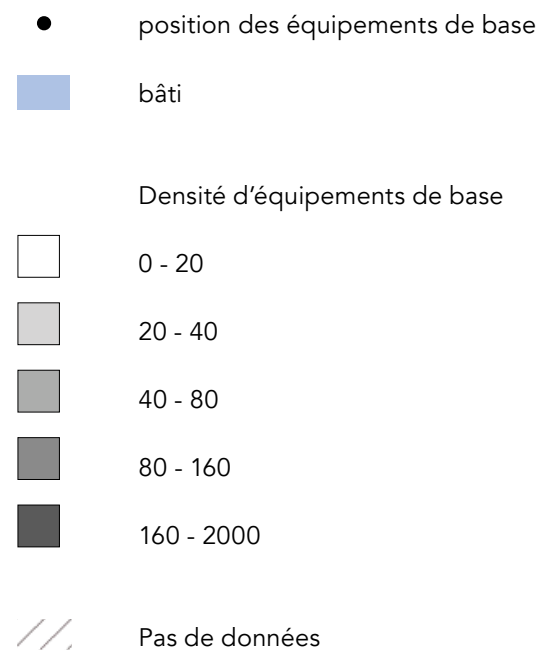 position des équipements de base
bâti
Densité d'équipements de base
0 - 20
20 - 40
40 - 80
80 - 160
160 - 2000
Pas de données